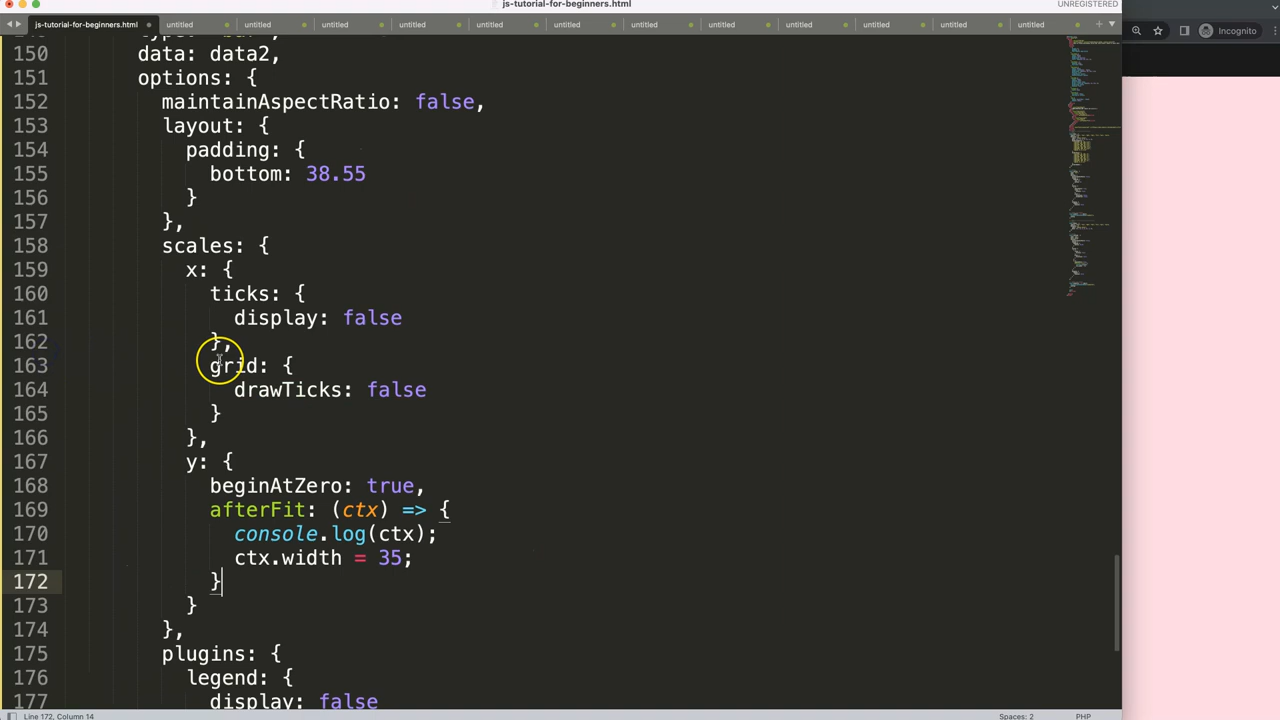 js-tutorial-for-beginners.html
UNREGISTERED
js-tutorial-for-beginners.html untitled untitled untitled untitled untitled untitled untitled untitled untitled untitled untitled untitled
Incognito
150 data: data2,
151 options: {
152 maintainAspectRatio: false,
153 layout: {
154 padding: {
155 bottom: 38.55
156 }
157 },
158 scales: {
159 x: {
160 ticks: {
161 display: false
162 },
163 grid: {
164 drawTicks: false
165 }
166 },
167 y: {
168 beginAtZero: true,
169 afterFit: (ctx) => {
170 console.log(ctx);
171 ctx.width = 35;
172 }
173 }
174 },
175 plugins: {
176 legend: {
177 display: false
Line 172, Column 14
Spaces: 2
PHP